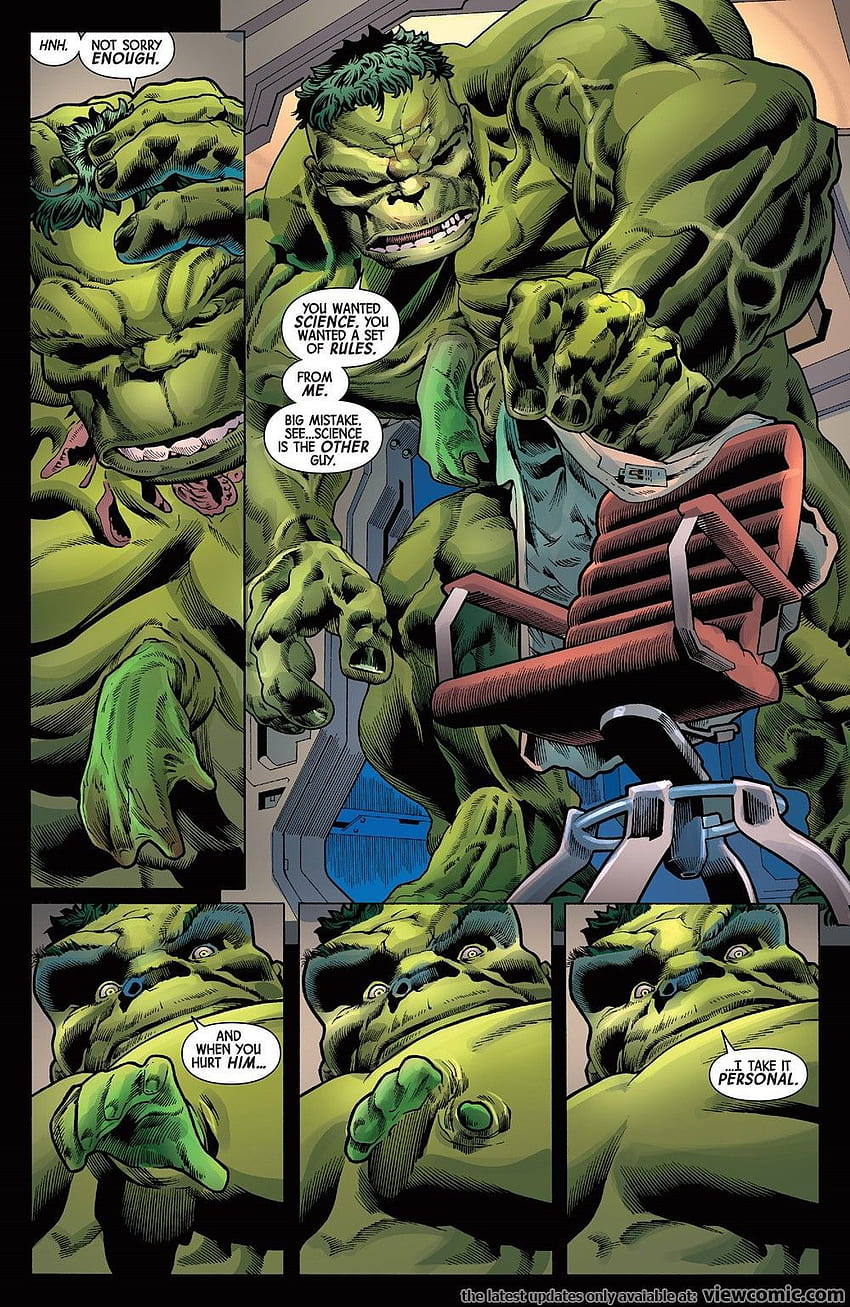 HNH.
NOT SORRY
ENOUGH.
YOU WANTED
SCIENCE. YOU
WANTED A SET
OF RULES.
FROM
ME.
BIG MISTAKE.
SEE...SCIENCE
IS THE OTHER
GUY.
AND
WHEN YOU
HURT HIM...
...I TAKE IT
PERSONAL.
the latest updates only avaiable at: viewcomic.com